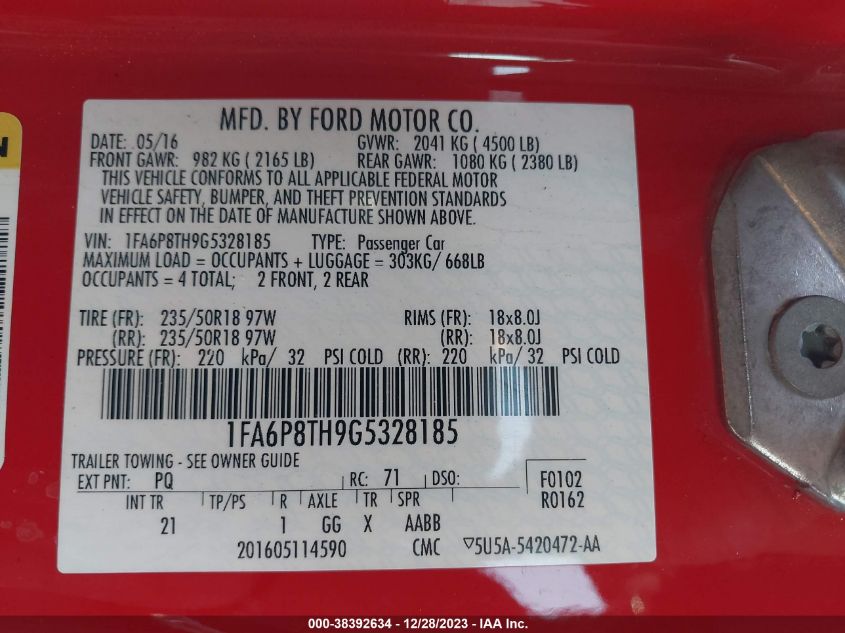 MFD. BY FORD MOTOR CO.
DATE: 05/16 GVWR: 2041 KG ( 4500 LB)
FRONT GAWR: 982 KG ( 2165 LB) REAR GAWR: 1080 KG ( 2380 LB)
THIS VEHICLE CONFORMS TO ALL APPLICABLE FEDERAL MOTOR
VEHICLE SAFETY, BUMPER, AND THEFT PREVENTION STANDARDS
IN EFFECT ON THE DATE OF MANUFACTURE SHOWN ABOVE.
VIN: 1FA6P8TH9G5328185 TYPE: Passenger Car
MAXIMUM LOAD = OCCUPANTS + LUGGAGE = 303KG/ 668LB
OCCUPANTS = 4 TOTAL; 2 FRONT, 2 REAR
TIRE (FR): 235/50R18 97W RIMS (FR): 18x8.0J
(RR): 235/50R18 97W (RR): 18x8.0J
PRESSURE (FR): 220 kPa/ 32 PSI COLD (RR): 220 kPa/ 32 PSI COLD
1FA6P8TH9G5328185
TRAILER TOWING - SEE OWNER GUIDE
EXT PNT: PQ RC: 71 DSO: F0102
R0162
INT TR TP/PS R AXLE TR SPR
21 1 GG X AABB
201605114590 CMC ▽5U5A-5420472-AA
000-38392634 - 12/28/2023 - IAA Inc.